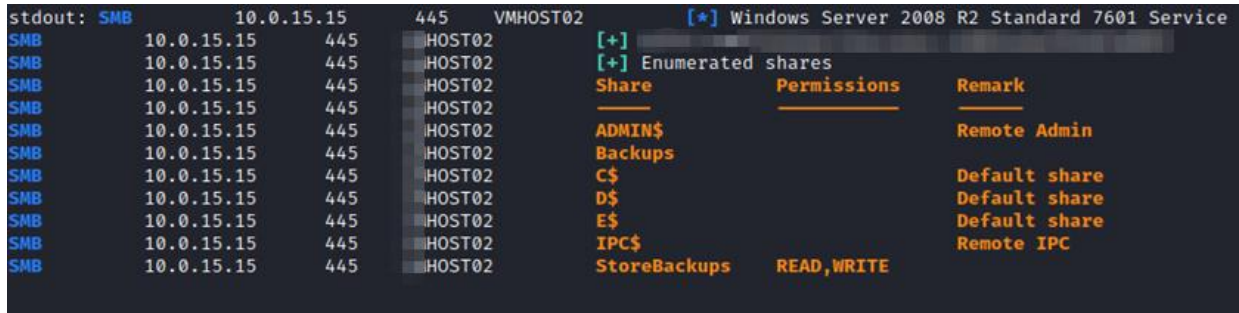 stdout: SMB 10.0.15.15 445 VMHOST02 [*] Windows Server 2008 R2 Standard 7601 Service
SMB 10.0.15.15 445 HOST02 [+]
SMB 10.0.15.15 445 HOST02 [+] Enumerated shares
SMB 10.0.15.15 445 HOST02 Share Permissions Remark
SMB 10.0.15.15 445 HOST02 ----- ----------- ------
SMB 10.0.15.15 445 HOST02 ADMIN$ Remote Admin
SMB 10.0.15.15 445 HOST02 Backups
SMB 10.0.15.15 445 HOST02 C$ Default share
SMB 10.0.15.15 445 HOST02 D$ Default share
SMB 10.0.15.15 445 HOST02 E$ Default share
SMB 10.0.15.15 445 HOST02 IPC$ Remote IPC
SMB 10.0.15.15 445 HOST02 StoreBackups READ,WRITE